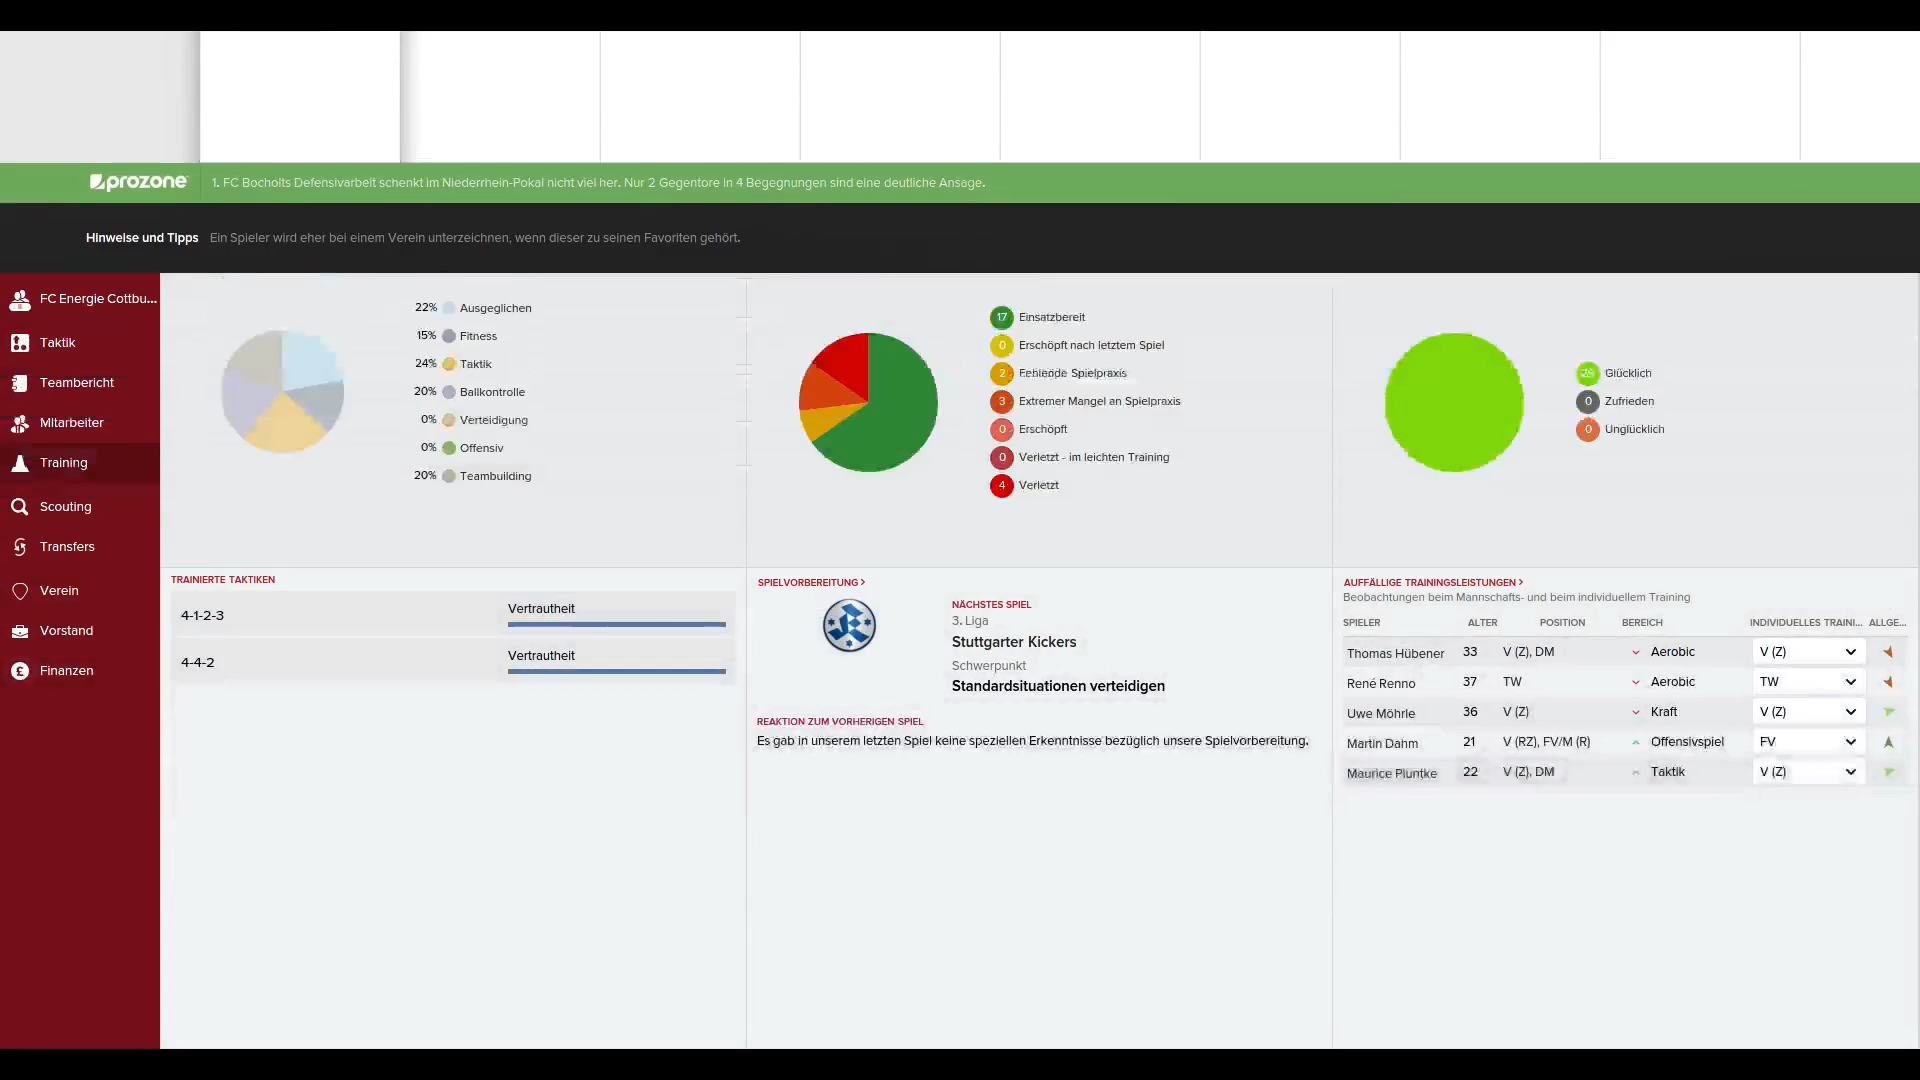 prozone
1. FC Bocholts Defensivarbeit schenkt im Niederrhein-Pokal nicht viel her. Nur 2 Gegentore in 4 Begegnungen sind eine deutliche Ansage.
Hinweise und Tipps Ein Spieler wird eher bei einem Verein unterzeichnen, wenn dieser zu seinen Favoriten gehört.
FC Energie Cottbu...
Taktik
Teambericht
Mitarbeiter
Training
Scouting
Transfers
Verein
Vorstand
Finanzen
22% Ausgeglichen
15% Fitness
24% Taktik
20% Ballkontrolle
0% Verteidigung
0% Offensiv
20% Teambuilding
17 Einsatzbereit
0 Erschöpft nach letztem Spiel
2 Fehlende Spielpraxis
3 Extremer Mangel an Spielpraxis
0 Erschöpft
0 Verletzt - im leichten Training
4 Verletzt
Glücklich
0 Zufrieden
0 Unglücklich
TRAINIERTE TAKTIKEN
4-1-2-3 Vertrautheit
4-4-2 Vertrautheit
SPIELVORBEREITUNG >
NÄCHSTES SPIEL
3. Liga
Stuttgarter Kickers
Schwerpunkt
Standardsituationen verteidigen
REAKTION ZUM VORHERIGEN SPIEL
Es gab in unserem letzten Spiel keine speziellen Erkenntnisse bezüglich unsere Spielvorbereitung.
AUFFÄLLIGE TRAININGSLEISTUNGEN >
Beobachtungen beim Mannschafts- und beim individuellem Training
SPIELER ALTER POSITION BEREICH INDIVIDUELLES TRAINI... ALLGE...
Thomas Hübener 33 V (Z), DM Aerobic V (Z)
René Renno 37 TW Aerobic TW
Uwe Möhrle 36 V (Z) Kraft V (Z)
Martin Dahm 21 V (RZ), FV/M (R) Offensivspiel FV
Maurice Pluntke 22 V (Z), DM Taktik V (Z)